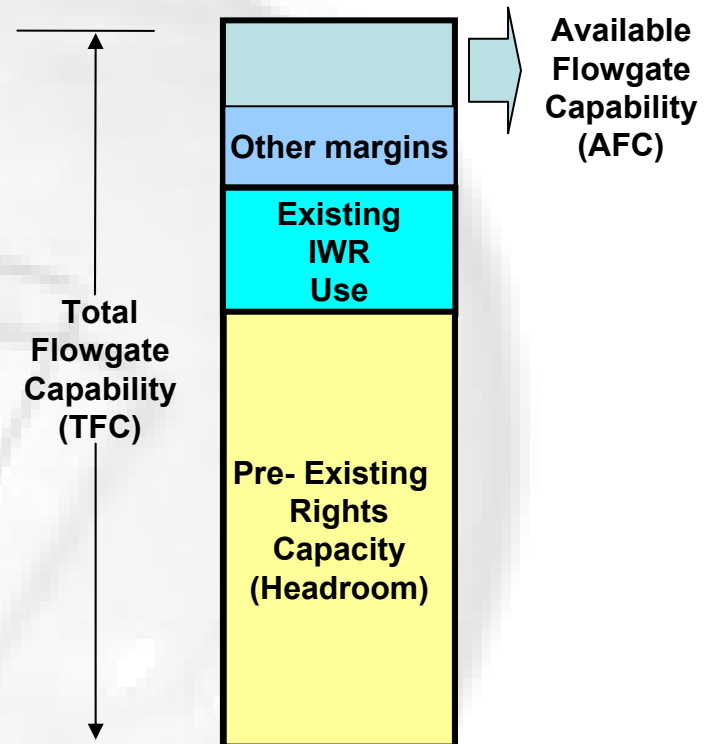 Available
Flowgate
Capability
(AFC)
Other margins
Existing
IWR
Use
Total
Flowgate
Capability
(TFC)
Pre- Existing
Rights
Capacity
(Headroom)